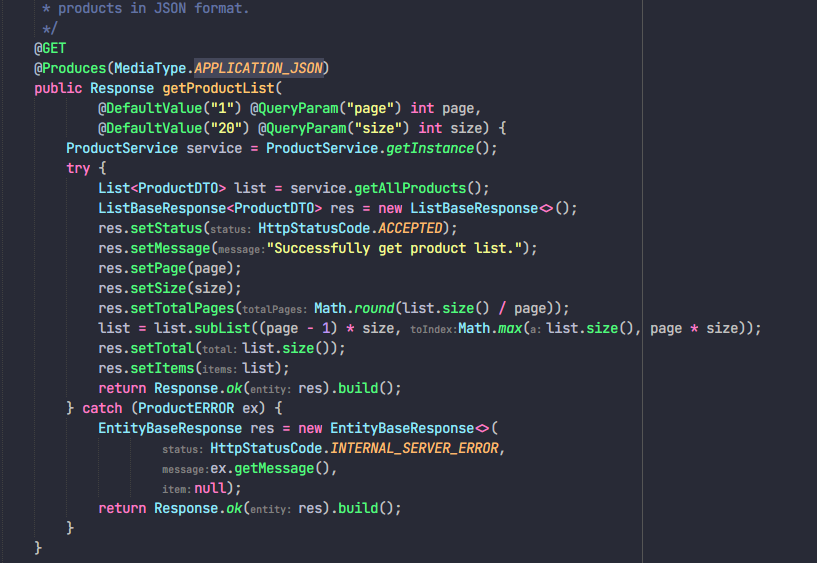 * products in JSON format.
*/
@GET
@Produces(MediaType.APPLICATION_JSON)
public Response getProductList(
@DefaultValue("1") @QueryParam("page") int page,
@DefaultValue("20") @QueryParam("size") int size) {
ProductService service = ProductService.getInstance();
try {
List<ProductDTO> list = service.getAllProducts();
ListBaseResponse<ProductDTO> res = new ListBaseResponse<>();
res.setStatus(status: HttpStatusCode.ACCEPTED);
res.setMessage(message:"Successfully get product list.");
res.setPage(page);
res.setSize(size);
res.setTotalPages(totalPages: Math.round(list.size() / page));
list = list.subList((page - 1) * size, toIndex:Math.max(a: list.size(), page * size));
res.setTotal(total: list.size());
res.setItems(items: list);
return Response.ok(entity: res).build();
} catch (ProductERROR ex) {
EntityBaseResponse res = new EntityBaseResponse<>(
status: HttpStatusCode.INTERNAL_SERVER_ERROR,
message:ex.getMessage(),
item:null);
return Response.ok(entity: res).build();
}
}